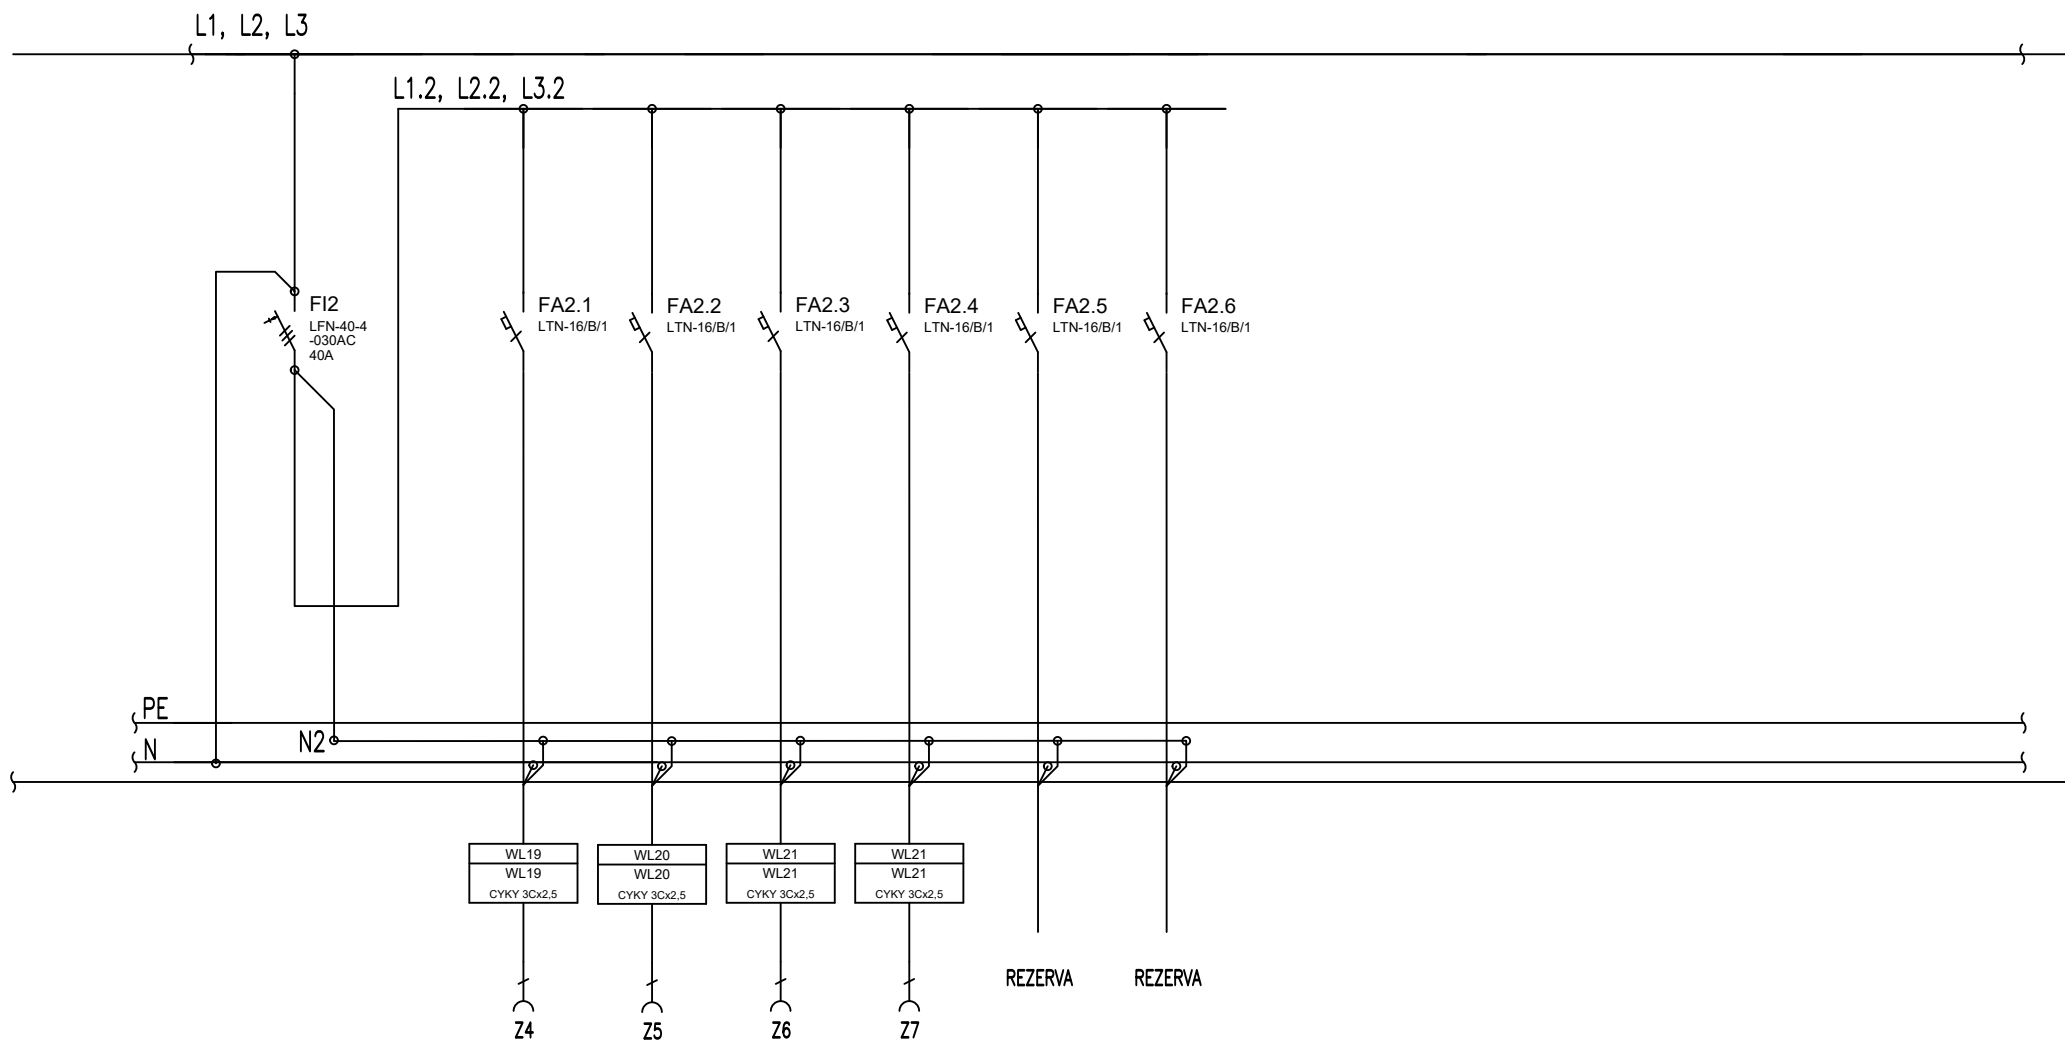 L1, L2, L3
L1.2, L2.2, L3.2
FI2
LFN-40-4
-030AC
40A
FA2.1
LTN-16/B/1
FA2.2
LTN-16/B/1
FA2.3
LTN-16/B/1
FA2.4
LTN-16/B/1
FA2.5
LTN-16/B/1
FA2.6
LTN-16/B/1
PE
N2
N
WL19
WL19
CYKY 3Cx2,5
WL20
WL20
CYKY 3Cx2,5
WL21
WL21
CYKY 3Cx2,5
WL21
WL21
CYKY 3Cx2,5
REZERVA
REZERVA
Z4
Z5
Z6
Z7